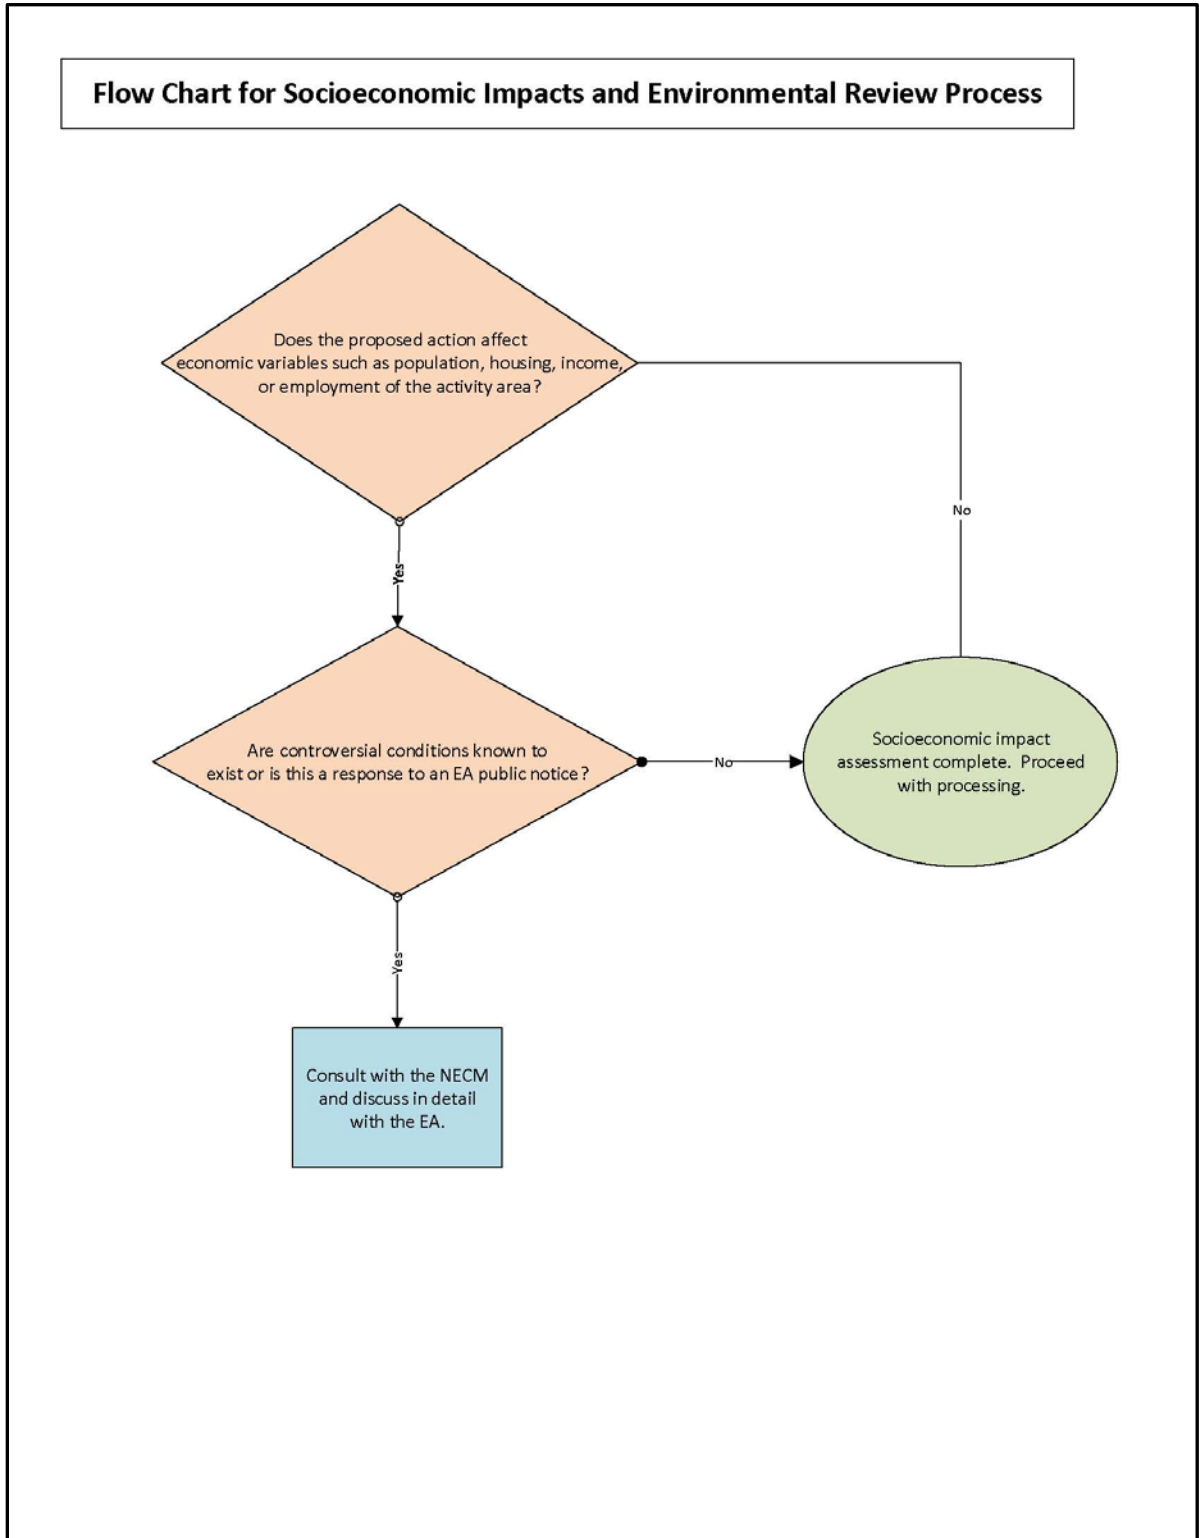 Flow Chart for Socioeconomic Impacts and Environmental Review Process
Does the proposed action affect
economic variables such as population, housing, income,
or employment of the activity area?
No
Yes
Are controversial conditions known to
exist or is this a response to an EA public notice?
No
Socioeconomic impact
assessment complete. Proceed
with processing.
Yes
Consult with the NECM
and discuss in detail
with the EA.